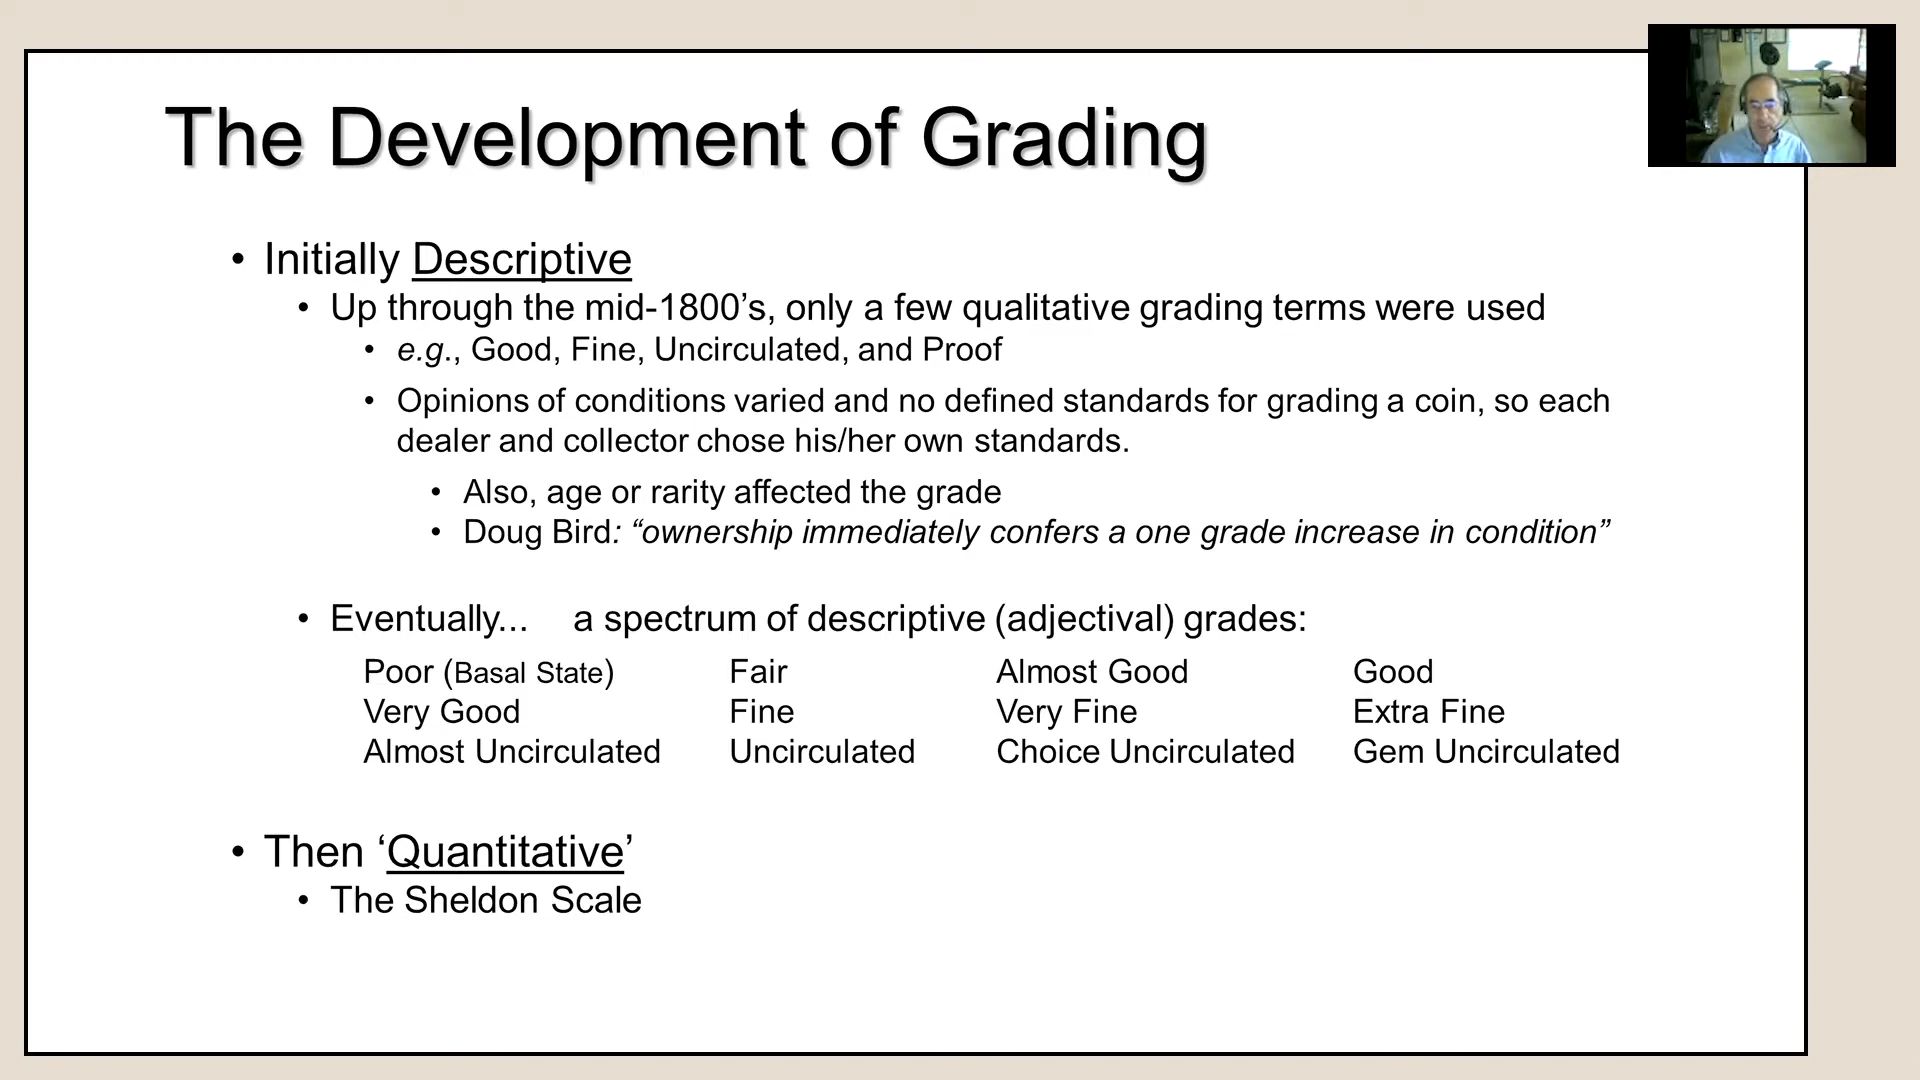 The Development of Grading
• Initially Descriptive
• Up through the mid-1800’s, only a few qualitative grading terms were used
• e.g., Good, Fine, Uncirculated, and Proof
• Opinions of conditions varied and no defined standards for grading a coin, so each
dealer and collector chose his/her own standards.
• Also, age or rarity affected the grade
• Doug Bird: “ownership immediately confers a one grade increase in condition”
• Eventually... a spectrum of descriptive (adjectival) grades:
Poor (Basal State) Fair Almost Good Good
Very Good Fine Very Fine Extra Fine
Almost Uncirculated Uncirculated Choice Uncirculated Gem Uncirculated
• Then ‘Quantitative’
• The Sheldon Scale